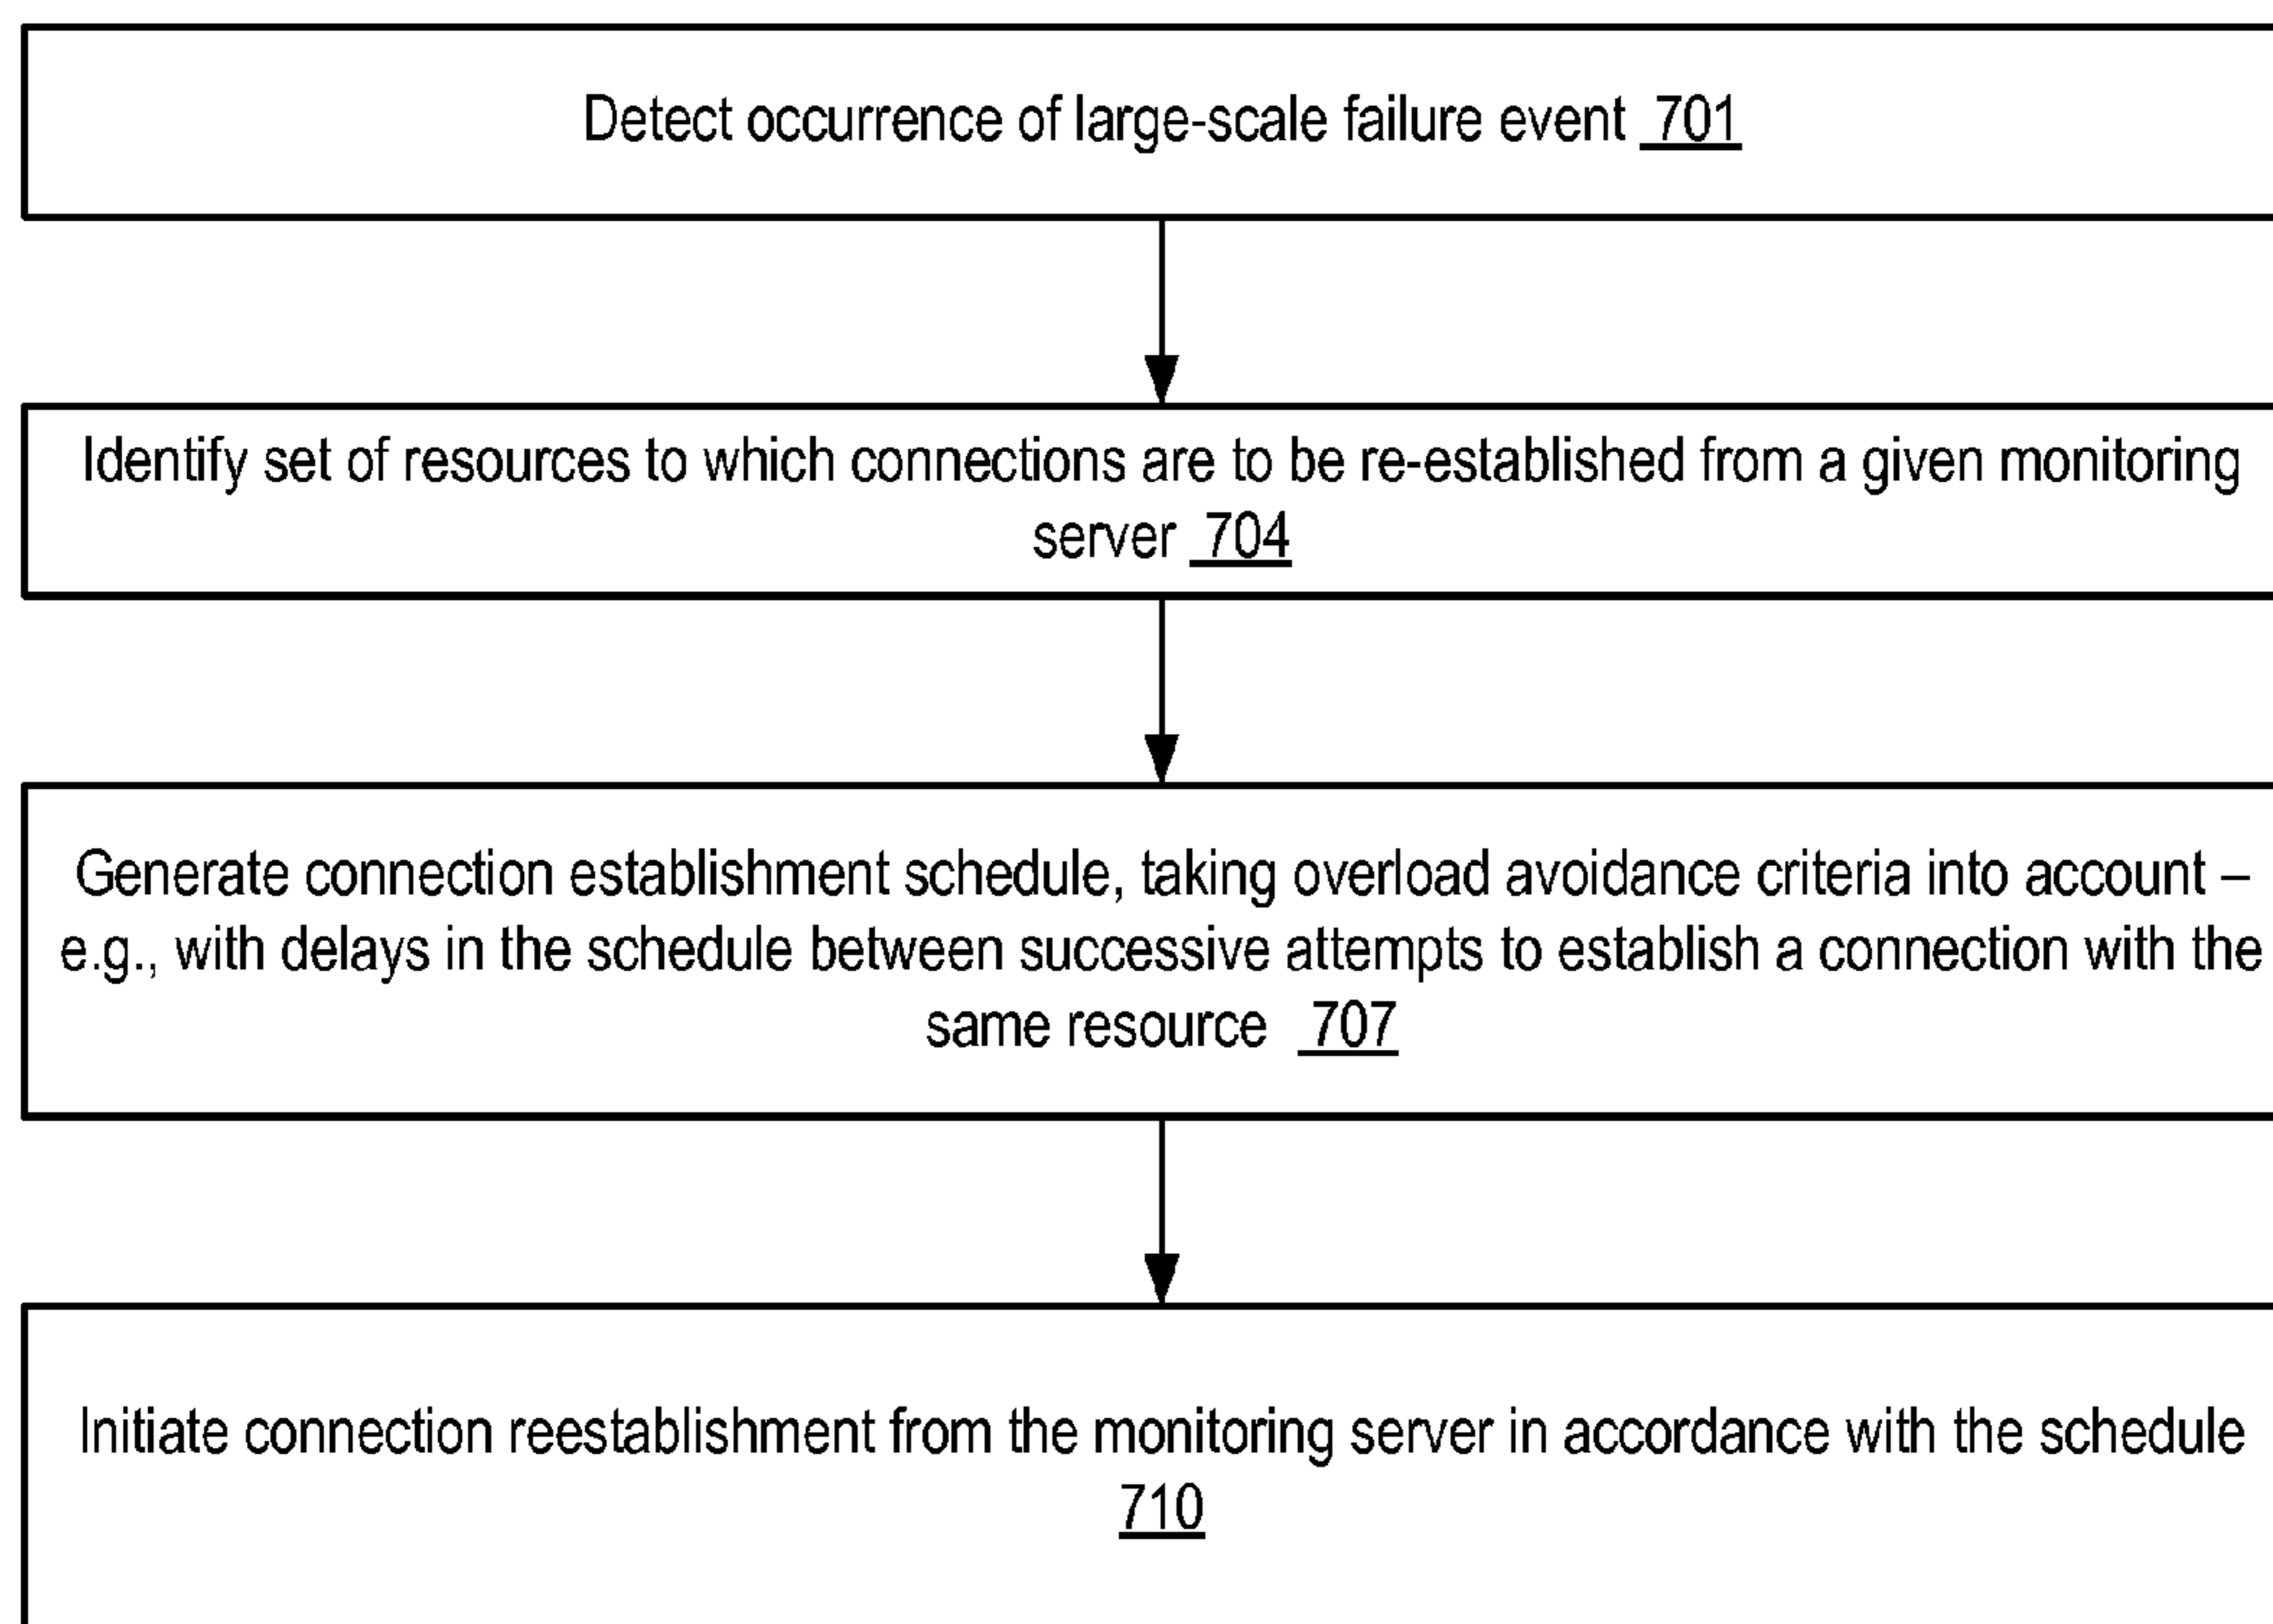 Detect occurrence of large-scale failure event 701
Identify set of resources to which connections are to be re-established from a given monitoring
server 704
Generate connection establishment schedule, taking overload avoidance criteria into account –
e.g., with delays in the schedule between successive attempts to establish a connection with the
same resource 707
Initiate connection reestablishment from the monitoring server in accordance with the schedule
710